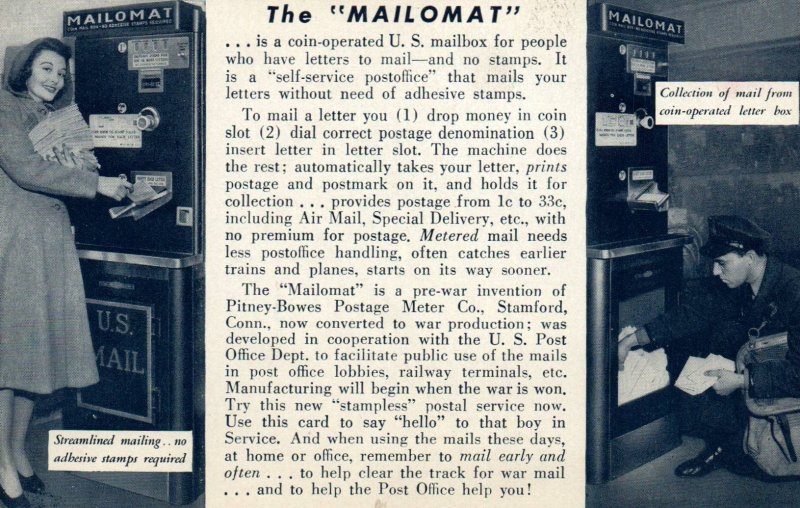 MAILOMAT
COIN MAIL BOX - NO ADHESIVE STAMPS REQUIRED
U.S.
MAIL
Streamlined mailing.. no
adhesive stamps required
The "MAILOMAT"
... is a coin-operated U. S. mailbox for people
who have letters to mail—and no stamps. It
is a "self-service postoffice" that mails your
letters without need of adhesive stamps.
To mail a letter you (1) drop money in coin
slot (2) dial correct postage denomination (3)
insert letter in letter slot. The machine does
the rest; automatically takes your letter, prints
postage and postmark on it, and holds it for
collection ... provides postage from 1c to 33c,
including Air Mail, Special Delivery, etc., with
no premium for postage. Metered mail needs
less postoffice handling, often catches earlier
trains and planes, starts on its way sooner.
The "Mailomat" is a pre-war invention of
Pitney-Bowes Postage Meter Co., Stamford,
Conn., now converted to war production; was
developed in cooperation with the U. S. Post
Office Dept. to facilitate public use of the mails
in post office lobbies, railway terminals, etc.
Manufacturing will begin when the war is won.
Try this new "stampless" postal service now.
Use this card to say "hello" to that boy in
Service. And when using the mails these days,
at home or office, remember to mail early and
often ... to help clear the track for war mail
... and to help the Post Office help you!
MAILOMAT
Collection of mail from
coin-operated letter box